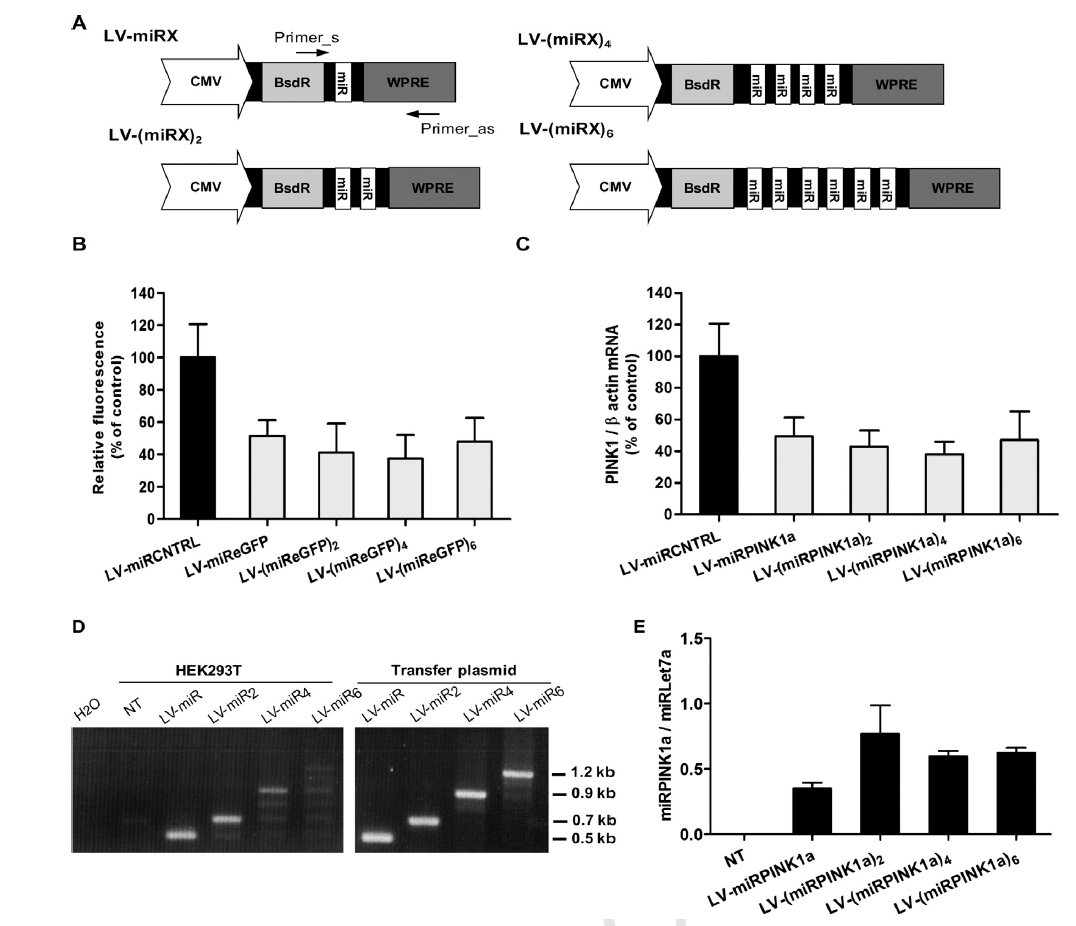 A
LV-miRX
Primer_s
CMV
BsdR
miR
WPRE
Primer_as
LV-(miRX)4
CMV
BsdR
miR
miR
miR
miR
WPRE
LV-(miRX)2
CMV
BsdR
miR
miR
WPRE
LV-(miRX)6
CMV
BsdR
miR
miR
miR
miR
miR
miR
WPRE
B
Relative fluorescence
(% of control)
140
120
100
80
60
40
20
0
LV-miRCNTRL
LV-miReGFP
LV-(miReGFP)2
LV-(miReGFP)4
LV-(miReGFP)6
C
PINK1 / β actin mRNA
(% of control)
140
120
100
80
60
40
20
0
LV-miRCNTRL
LV-miRPINK1a
LV-(miRPINK1a)2
LV-(miRPINK1a)4
LV-(miRPINK1a)6
D
HEK293T
Transfer plasmid
H2O
NT
LV-miR
LV-miR2
LV-miR4
LV-miR6
LV-miR
LV-miR2
LV-miR4
LV-miR6
1.2 kb
0.9 kb
0.7 kb
0.5 kb
E
miRPINK1a / miRLet7a
1.5
1.0
0.5
0.0
NT
LV-miRPINK1a
LV-(miRPINK1a)2
LV-(miRPINK1a)4
LV-(miRPINK1a)6